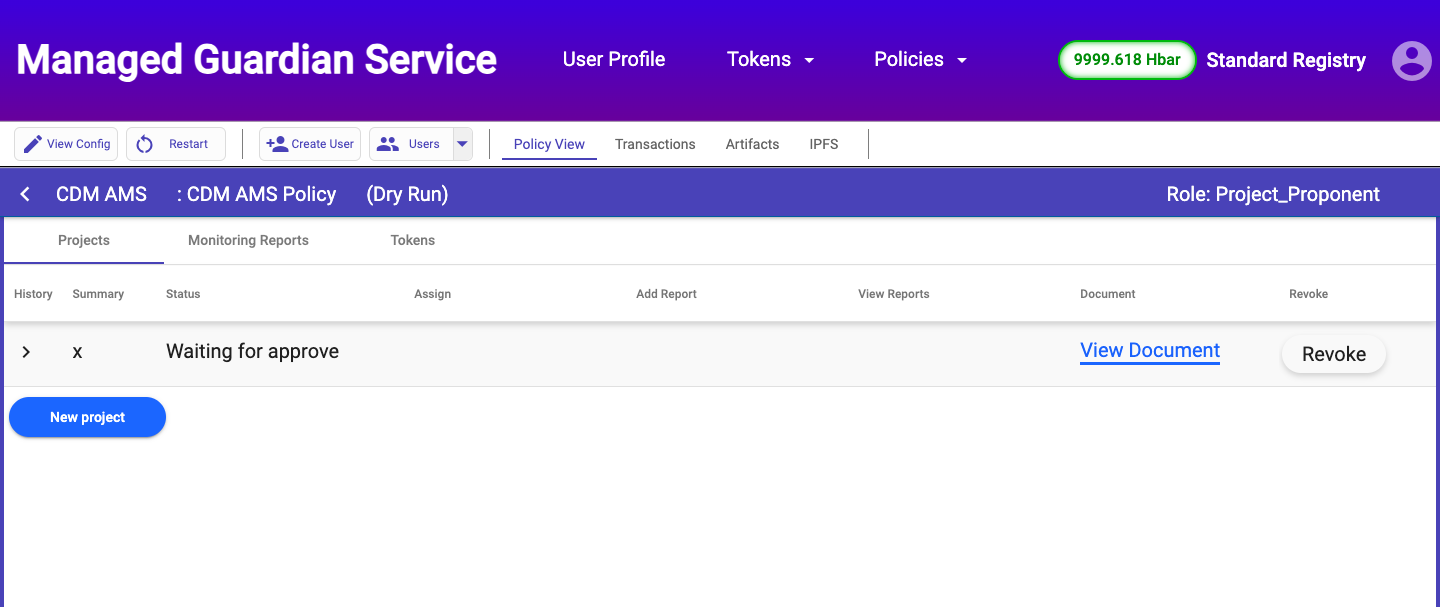 Managed Guardian Service User Profile Tokens Policies 9999.618 Hbar Standard Registry
View Config Restart Create User Users Policy View Transactions Artifacts IPFS
CDM AMS : CDM AMS Policy (Dry Run) Role: Project_Proponent
Projects Monitoring Reports Tokens
History Summary Status Assign Add Report View Reports Document Revoke
x Waiting for approve View Document Revoke
New project